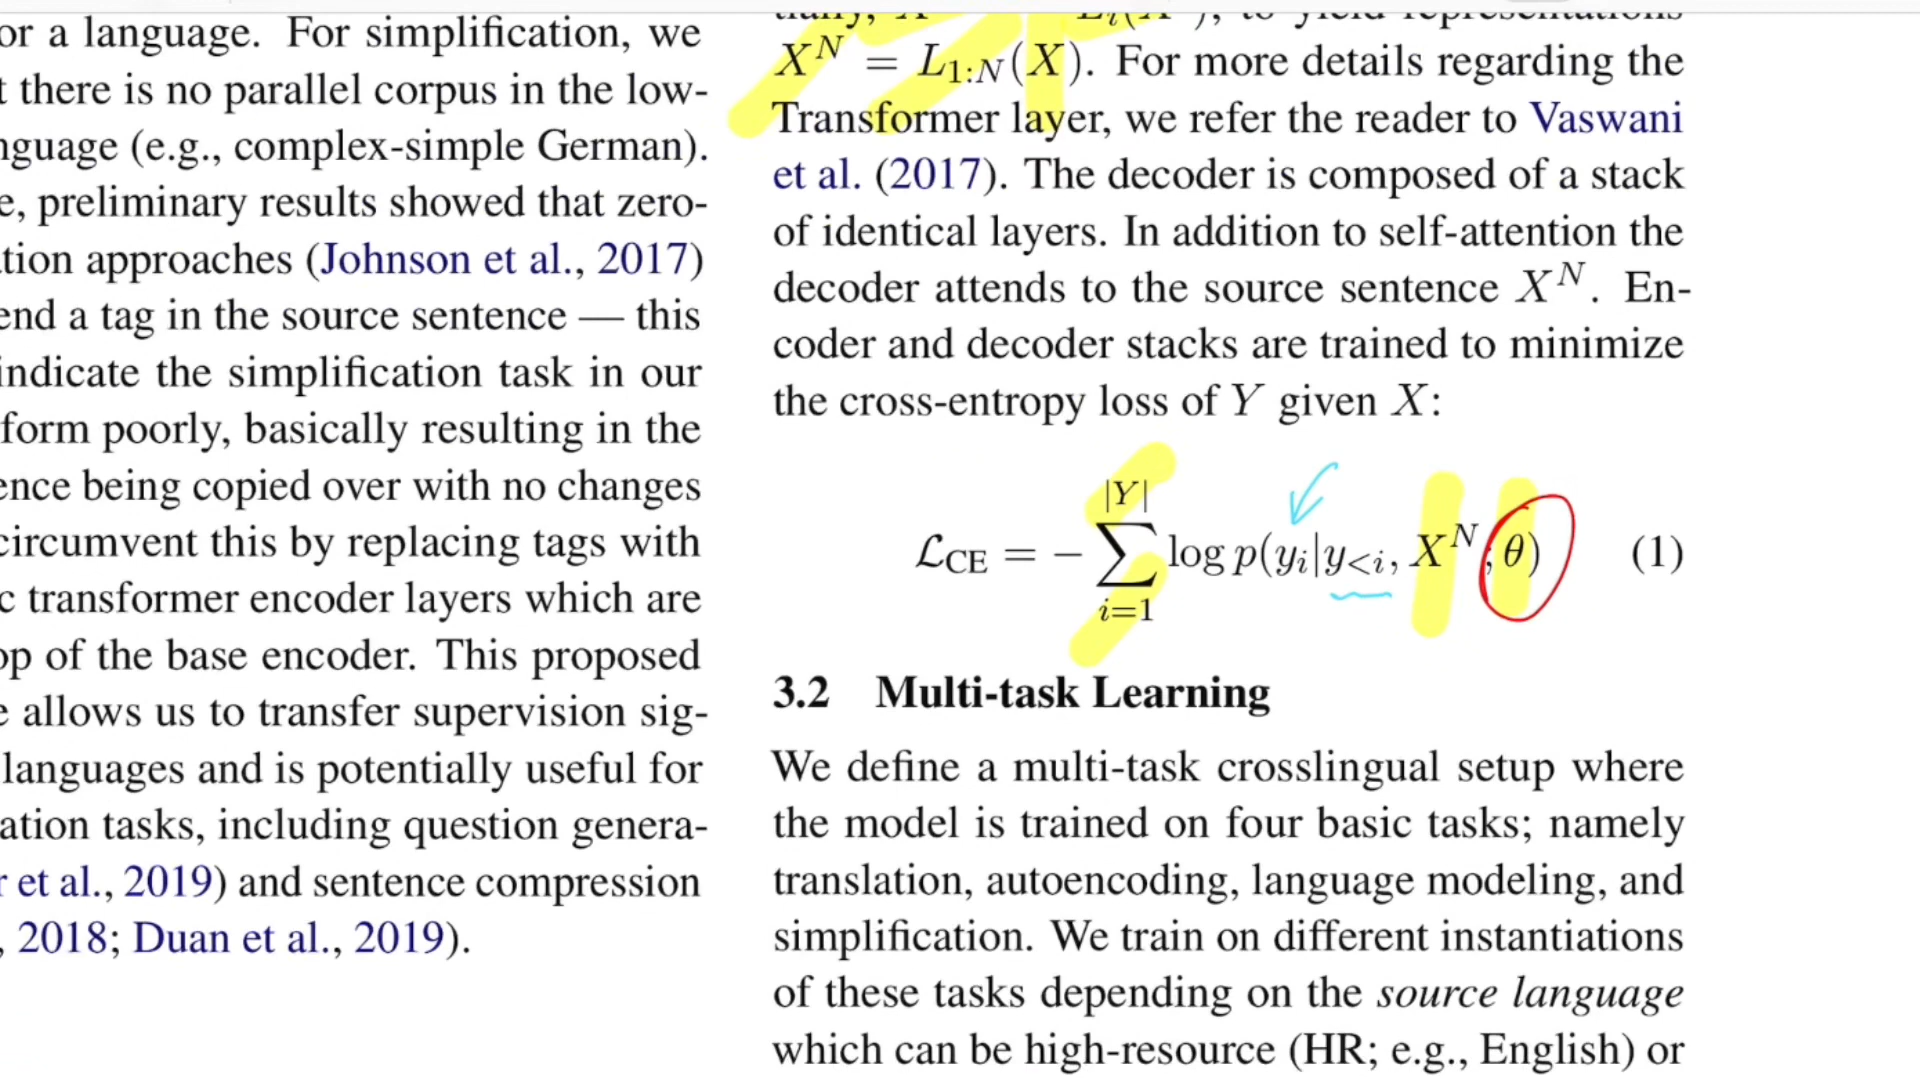 or a language. For simplification, we
there is no parallel corpus in the low-
(e.g., complex-simple German).
preliminary results showed that zero-
approaches (Johnson et al., 2017)
a tag in the source sentence — this
indicate the simplification task in our
poorly, basically resulting in the
being copied over with no changes
circumvent this by replacing tags with
transformer encoder layers which are
of the base encoder. This proposed
allows us to transfer supervision sig-
languages and is potentially useful for
tasks, including question genera-
et al., 2019) and sentence compression
, 2018; Duan et al., 2019).
X^N = L_{1:N}(X). For more details regarding the
Transformer layer, we refer the reader to Vaswani
et al. (2017). The decoder is composed of a stack
of identical layers. In addition to self-attention the
decoder attends to the source sentence X^N. En-
coder and decoder stacks are trained to minimize
the cross-entropy loss of Y given X:
ℒ_CE = − ∑_{i=1}^{|Y|} log p(y_i|y_{<i}, X^N; θ) (1)
3.2 Multi-task Learning
We define a multi-task crosslingual setup where
the model is trained on four basic tasks; namely
translation, autoencoding, language modeling, and
simplification. We train on different instantiations
of these tasks depending on the source language
which can be high-resource (HR; e.g., English) or